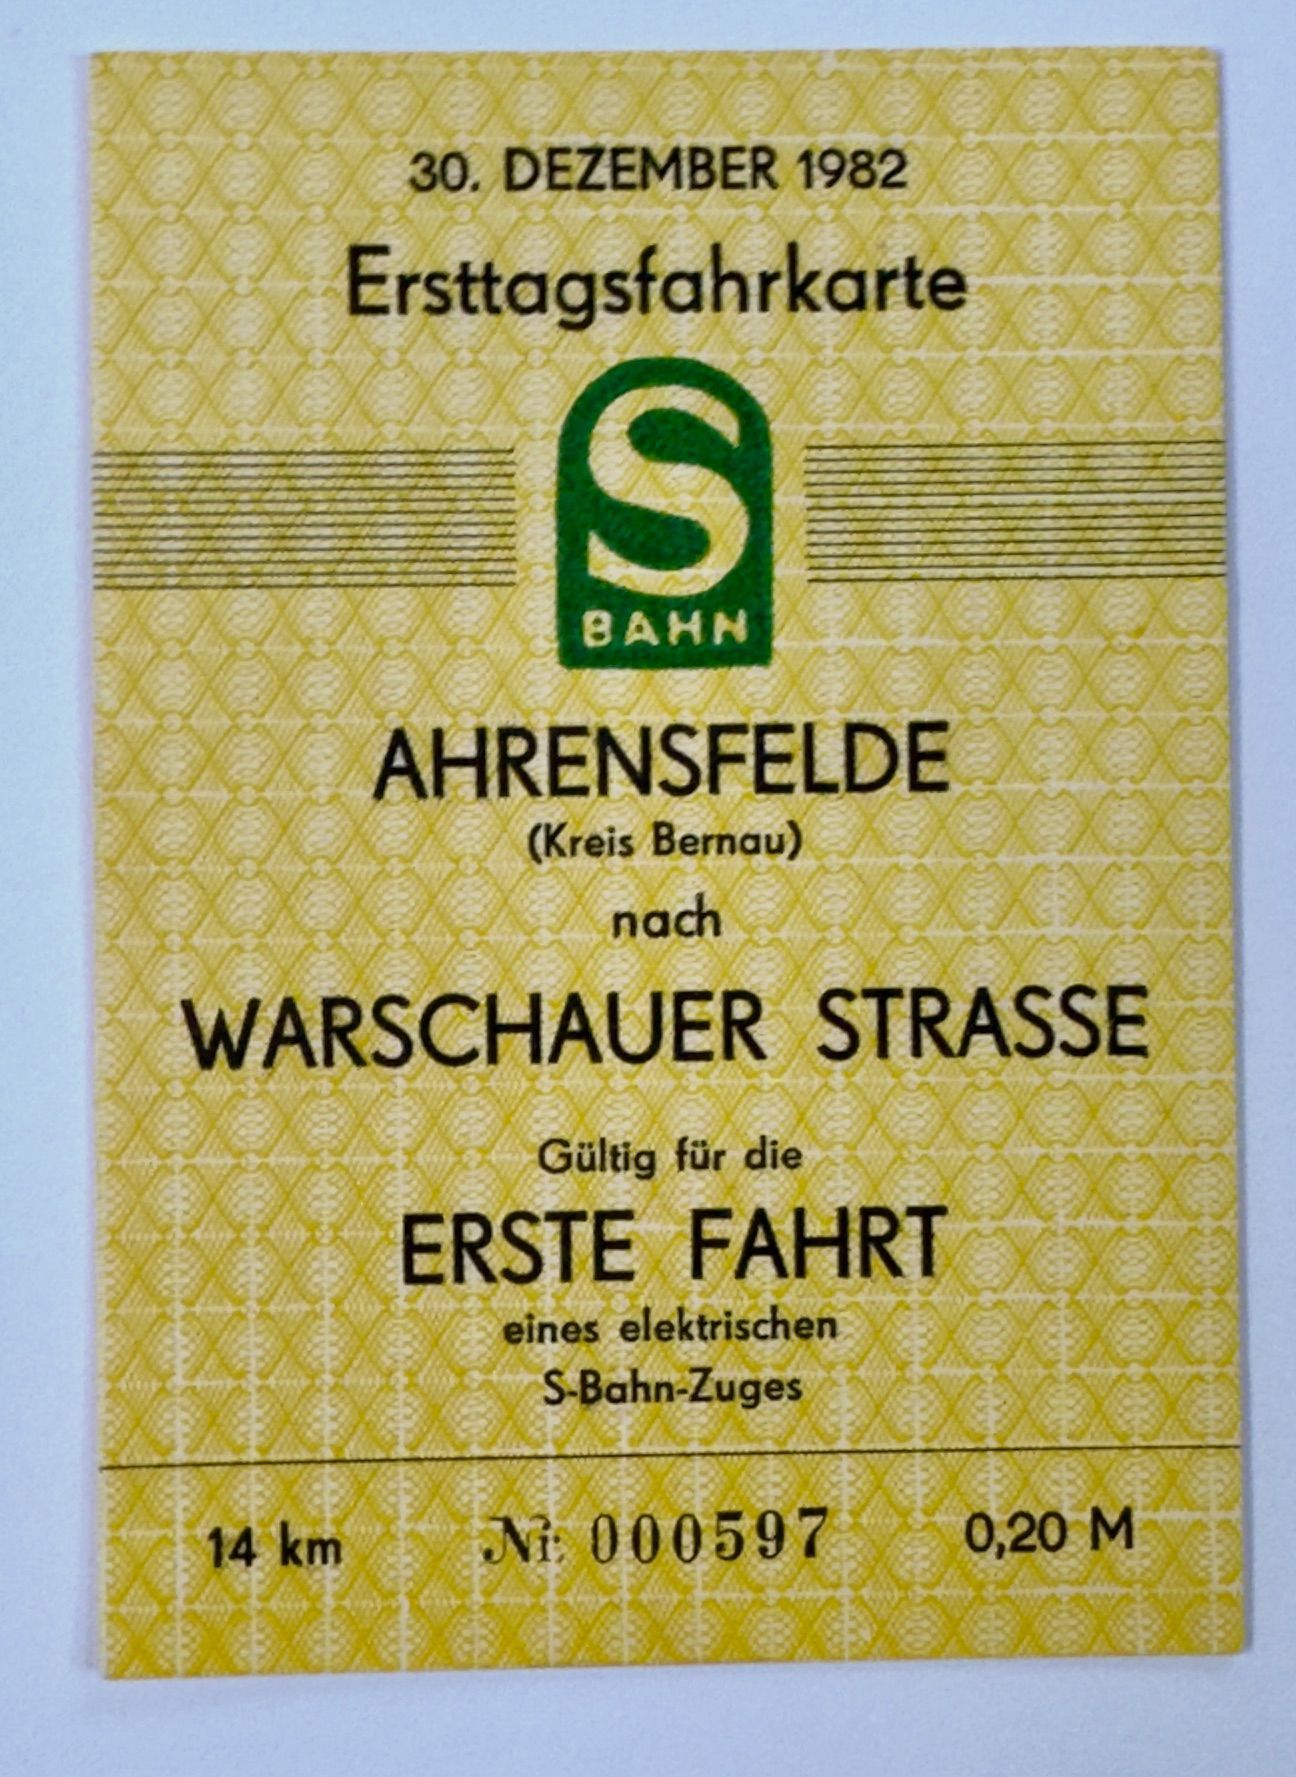 30. DEZEMBER 1982
Ersttagsfahrkarte
S
BAHN
AHRENSFELDE
(Kreis Bernau)
nach
WARSCHAUER STRASSE
Gültig für die
ERSTE FAHRT
eines elektrischen
S-Bahn-Zuges
14 km Nr. 000597 0,20 M